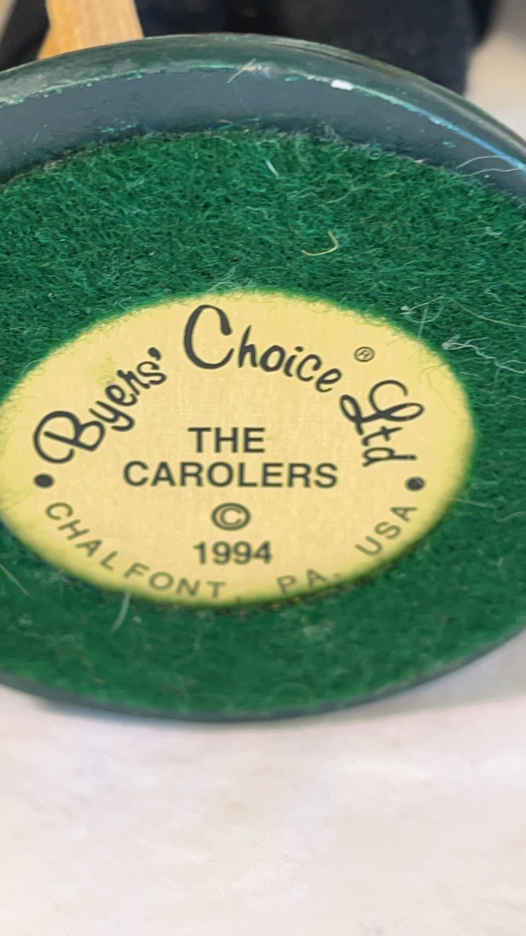 Byers' Choice ® Ltd
THE
CAROLERS
©
1994
• CHALFONT, PA. USA •